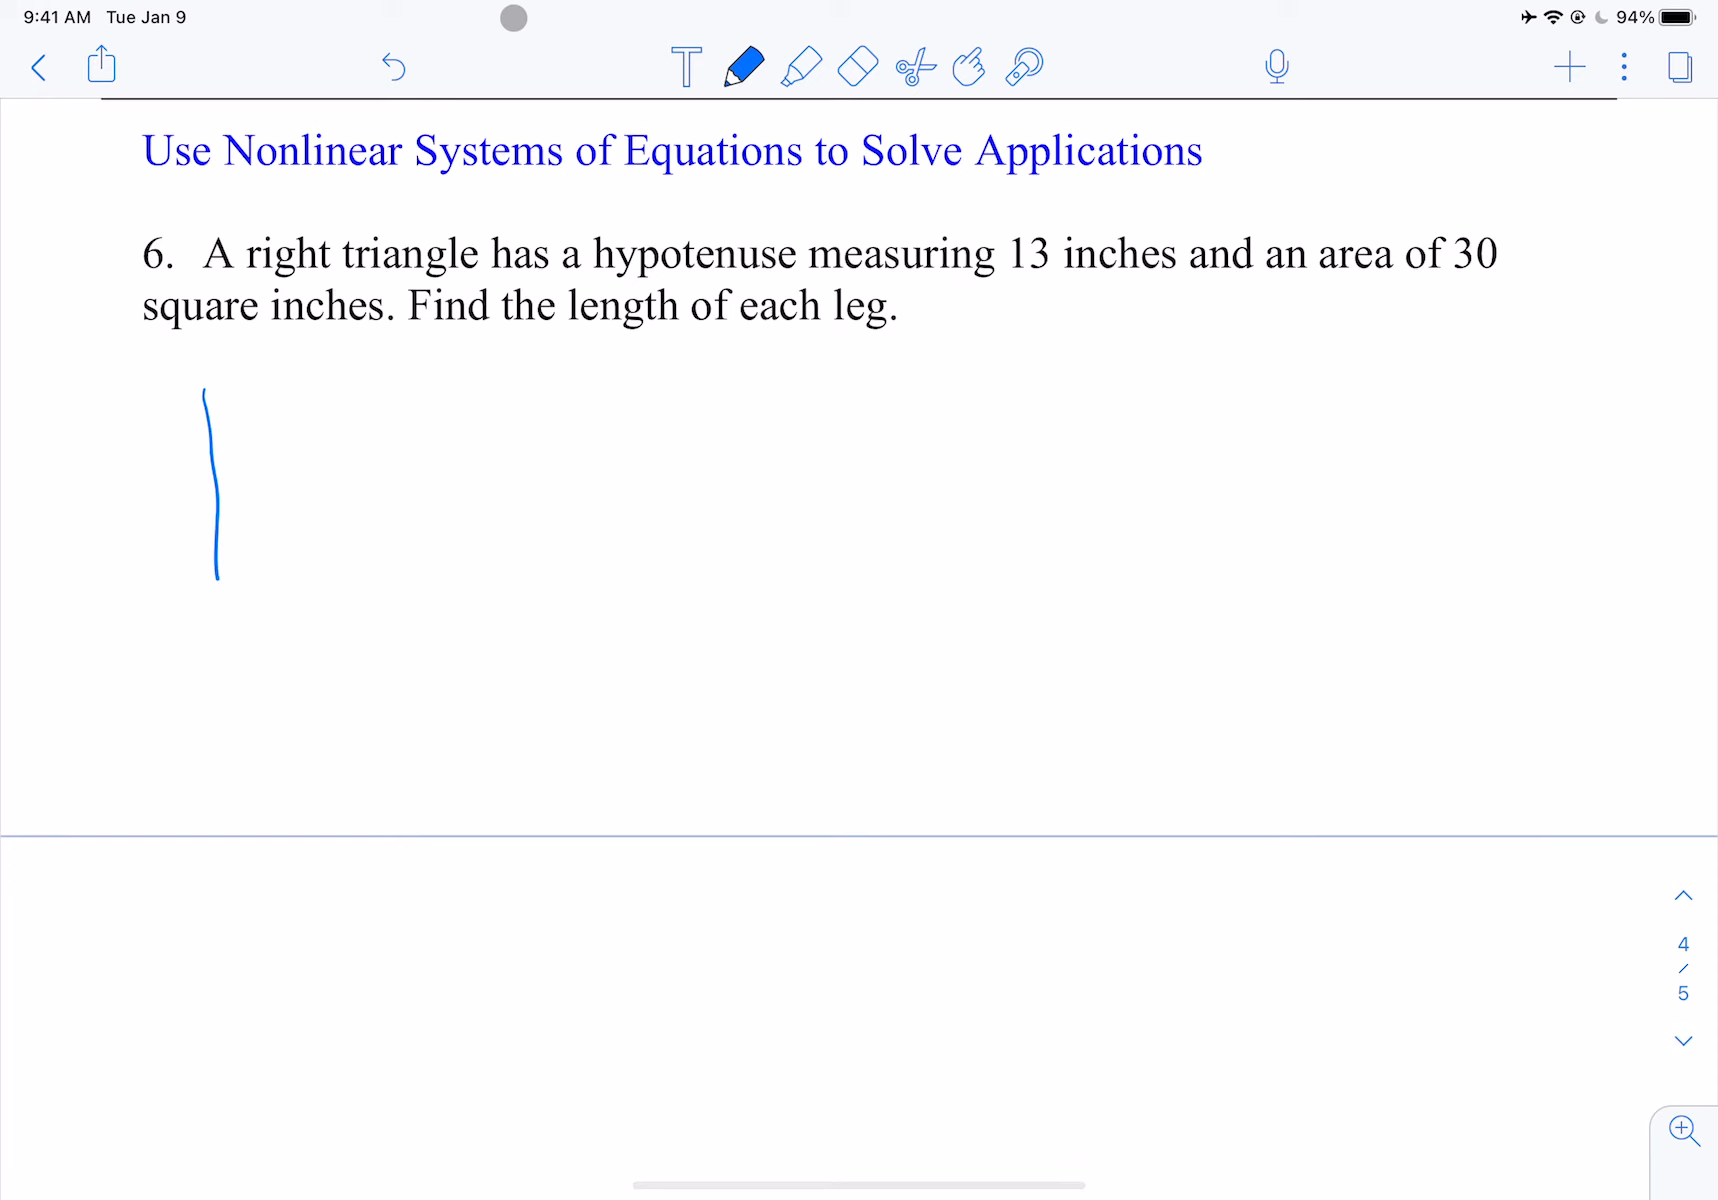 9:41 AM Tue Jan 9
94%
T
Use Nonlinear Systems of Equations to Solve Applications
6. A right triangle has a hypotenuse measuring 13 inches and an area of 30
square inches. Find the length of each leg.
4
/
5